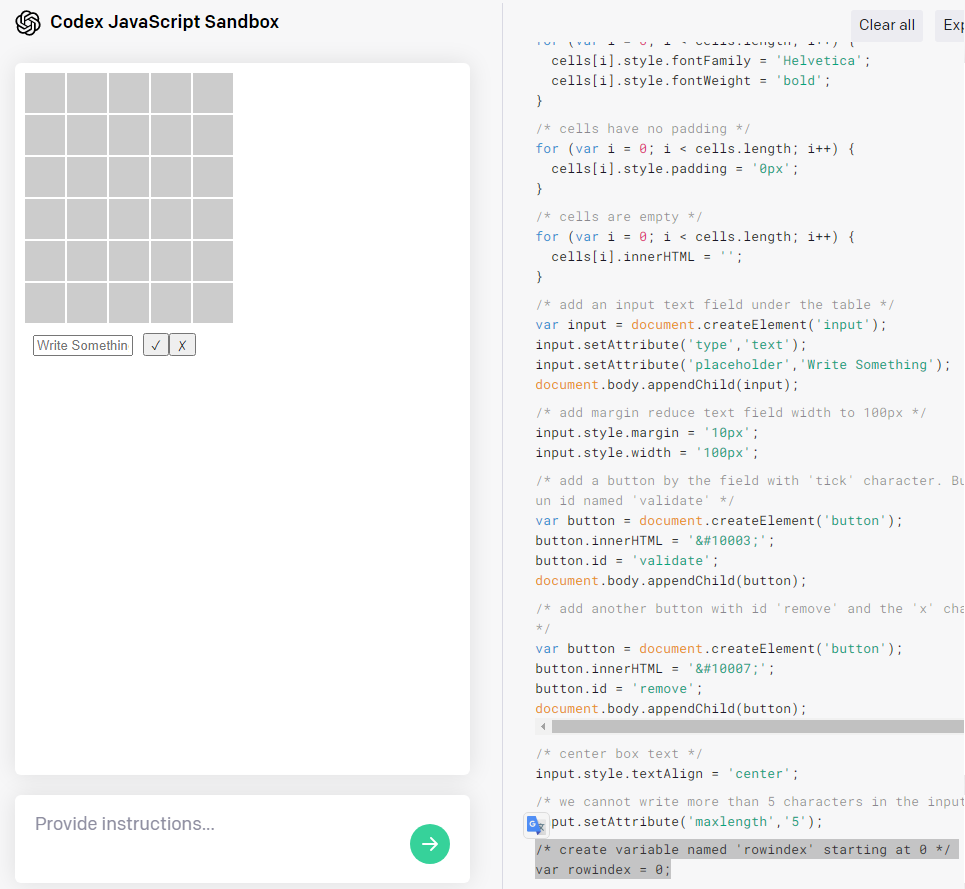 Codex JavaScript Sandbox
Write Somethin
✓
✗
Provide instructions...
Clear all
Exp
for (var i = 0; i < cells.length; i++) {
cells[i].style.fontFamily = 'Helvetica';
cells[i].style.fontWeight = 'bold';
}
/* cells have no padding */
for (var i = 0; i < cells.length; i++) {
cells[i].style.padding = '0px';
}
/* cells are empty */
for (var i = 0; i < cells.length; i++) {
cells[i].innerHTML = '';
}
/* add an input text field under the table */
var input = document.createElement('input');
input.setAttribute('type','text');
input.setAttribute('placeholder','Write Something');
document.body.appendChild(input);
/* add margin reduce text field width to 100px */
input.style.margin = '10px';
input.style.width = '100px';
/* add a button by the field with 'tick' character. Bu
un id named 'validate' */
var button = document.createElement('button');
button.innerHTML = '&#10003;';
button.id = 'validate';
document.body.appendChild(button);
/* add another button with id 'remove' and the 'x' cha
*/
var button = document.createElement('button');
button.innerHTML = '&#10007;';
button.id = 'remove';
document.body.appendChild(button);
/* center box text */
input.style.textAlign = 'center';
/* we cannot write more than 5 characters in the input
put.setAttribute('maxlength','5');
/* create variable named 'rowindex' starting at 0 */
var rowindex = 0;